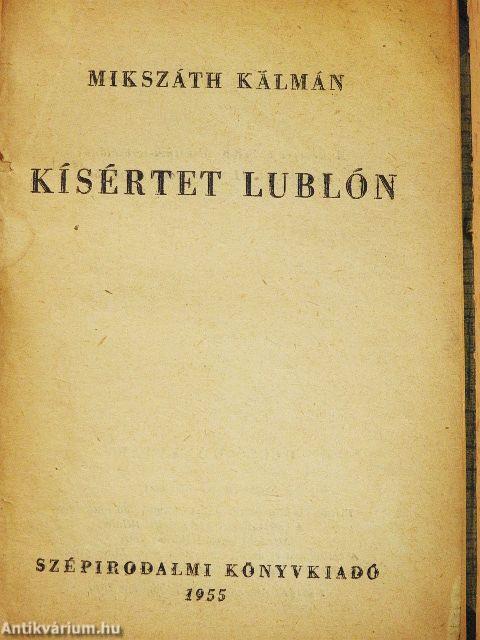 MIKSZÁTH KÁLMÁN
KÍSÉRTET LUBLÓN
SZÉPIRODALMI KÖNYVKIADÓ
1955
Antikvárium.hu